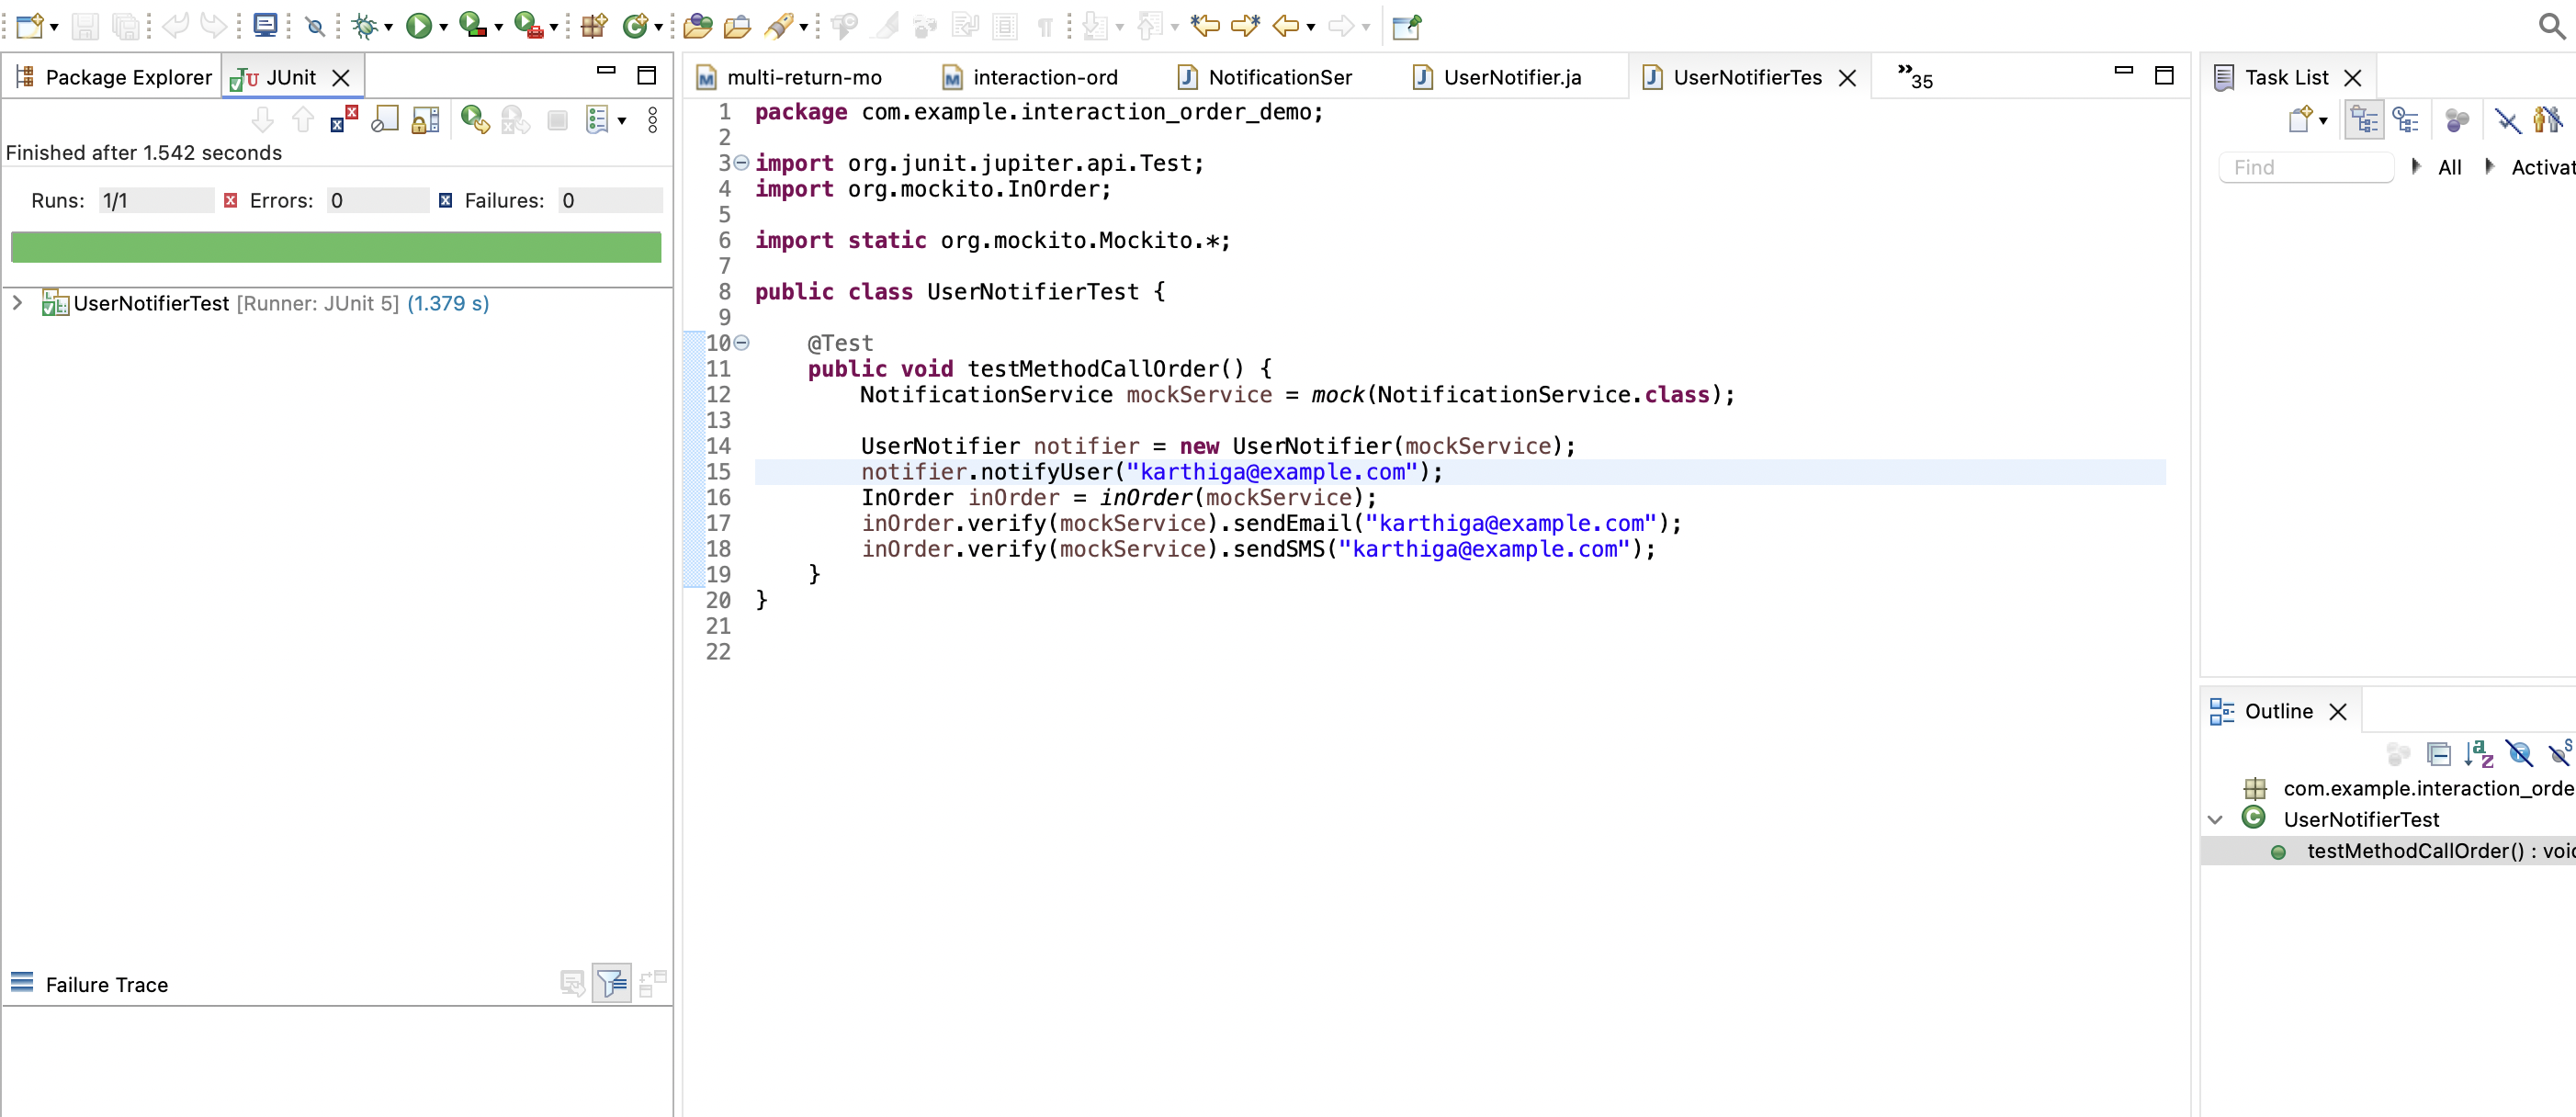 Package Explorer
JUnit
Finished after 1.542 seconds
Runs: 1/1
Errors: 0
Failures: 0
UserNotifierTest [Runner: JUnit 5] (1.379 s)
Failure Trace
multi-return-mo
interaction-ord
NotificationSer
UserNotifier.ja
UserNotifierTes
»35
1 package com.example.interaction_order_demo;
2
3 import org.junit.jupiter.api.Test;
4 import org.mockito.InOrder;
5
6 import static org.mockito.Mockito.*;
7
8 public class UserNotifierTest {
9
10     @Test
11     public void testMethodCallOrder() {
12         NotificationService mockService = mock(NotificationService.class);
13
14         UserNotifier notifier = new UserNotifier(mockService);
15         notifier.notifyUser("karthiga@example.com");
16         InOrder inOrder = inOrder(mockService);
17         inOrder.verify(mockService).sendEmail("karthiga@example.com");
18         inOrder.verify(mockService).sendSMS("karthiga@example.com");
19     }
20 }
21
22
Task List
Find
All
Activat
Outline
com.example.interaction_orde
UserNotifierTest
testMethodCallOrder() : voi